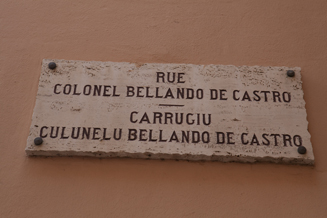 RUE
COLONEL BELLANDO DE CASTRO
CARRUGIU
CULUNELU BELLANDO DE CASTRO